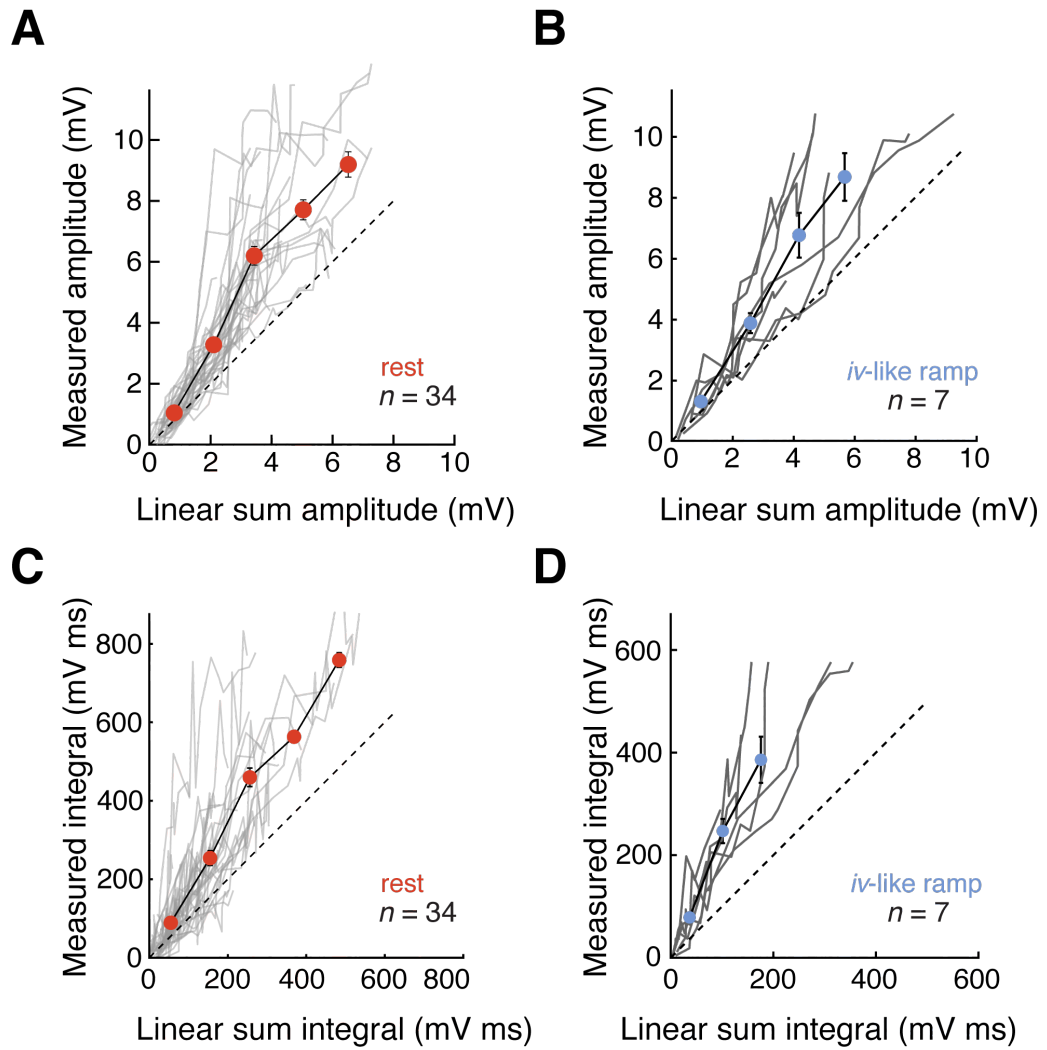 A
Measured amplitude (mV)
10
8
6
4
2
0
0 2 4 6 8 10
rest
n = 34
Linear sum amplitude (mV)
B
Measured amplitude (mV)
10
8
6
4
2
0
0 2 4 6 8 10
iv-like ramp
n = 7
Linear sum amplitude (mV)
C
Measured integral (mV ms)
800
600
400
200
0
0 200 400 600 800
rest
n = 34
Linear sum integral (mV ms)
D
Measured integral (mV ms)
600
400
200
0
0 200 400 600
iv-like ramp
n = 7
Linear sum integral (mV ms)